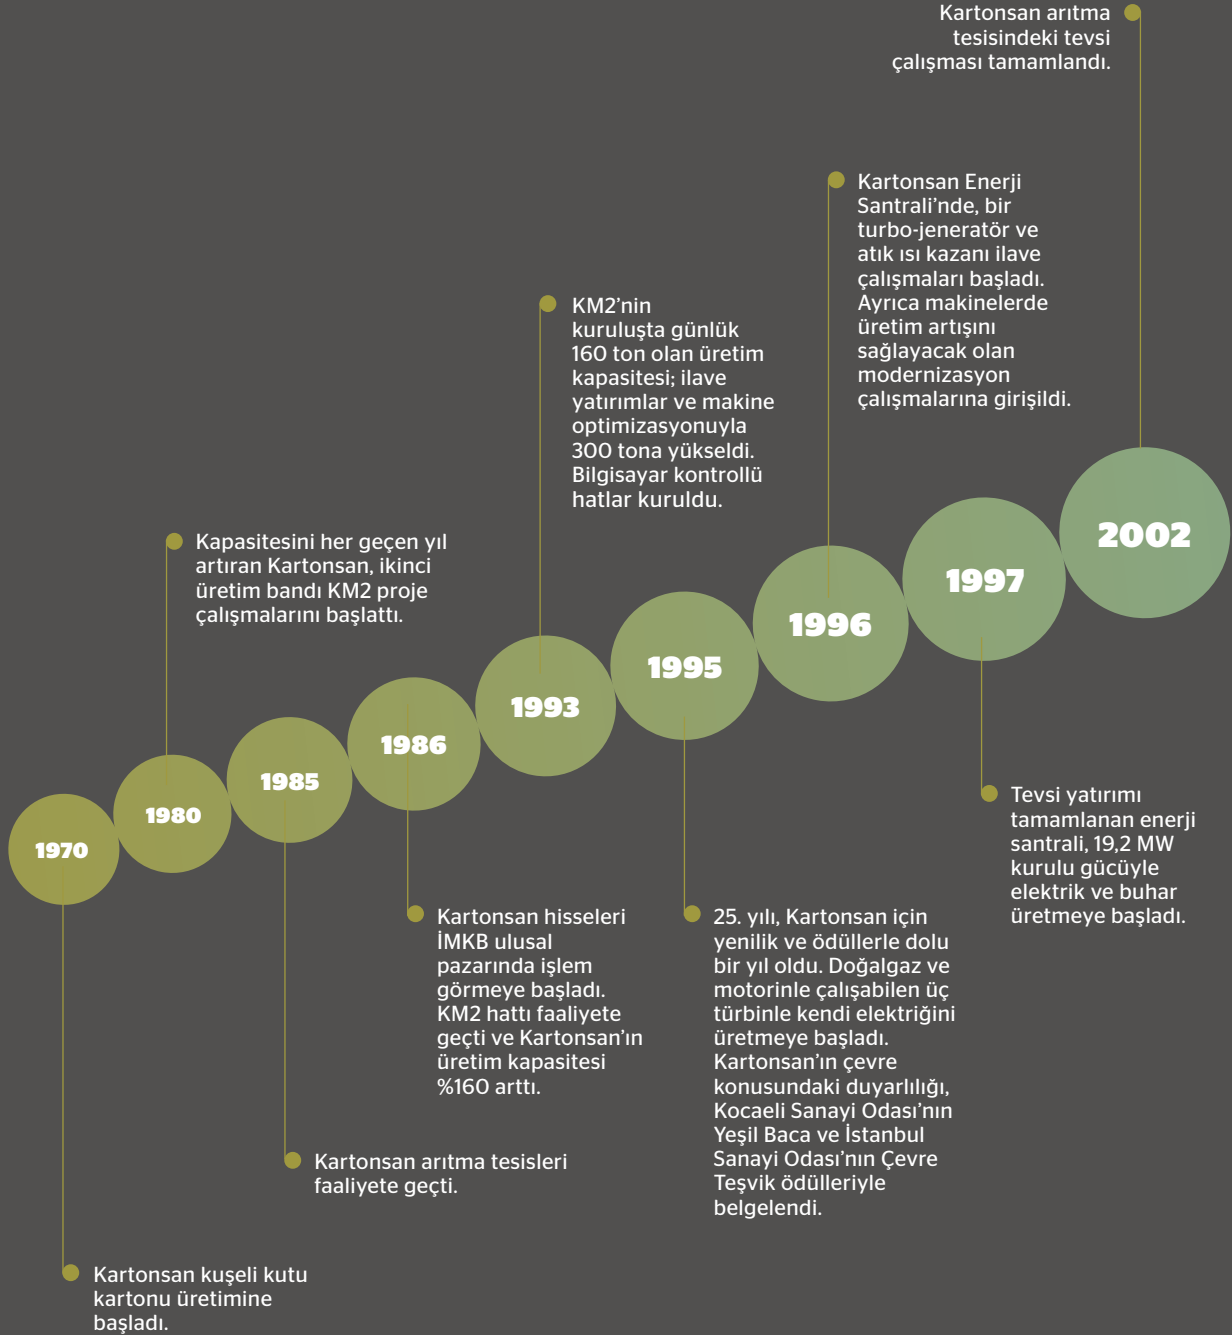 Kartonsan arıtma
tesisindeki tevsi
çalışması tamamlandı.
Kartonsan Enerji
Santrali’nde, bir
turbo-jeneratör ve
atık ısı kazanı ilave
çalışmaları başladı.
Ayrıca makinelerde
üretim artışını
sağlayacak olan
modernizasyon
çalışmalarına girişildi.
KM2’nin
kuruluşta günlük
160 ton olan üretim
kapasitesi; ilave
yatırımlar ve makine
optimizasyonuyla
300 tona yükseldi.
Bilgisayar kontrollü
hatlar kuruldu.
Kapasitesini her geçen yıl
artıran Kartonsan, ikinci
üretim bandı KM2 proje
çalışmalarını başlattı.
2002
1997
1996
1995
1993
1986
1985
1980
1970
Tevsi yatırımı
tamamlanan enerji
santrali, 19,2 MW
kurulu gücüyle
elektrik ve buhar
üretmeye başladı.
25. yılı, Kartonsan için
yenilik ve ödüllerle dolu
bir yıl oldu. Doğalgaz ve
motorinle çalışabilen üç
türbinle kendi elektriğini
üretmeye başladı.
Kartonsan’ın çevre
konusundaki duyarlılığı,
Kocaeli Sanayi Odası’nın
Yeşil Baca ve İstanbul
Sanayi Odası’nın Çevre
Teşvik ödülleriyle
belgelendi.
Kartonsan hisseleri
İMKB ulusal
pazarında işlem
görmeye başladı.
KM2 hattı faaliyete
geçti ve Kartonsan’ın
üretim kapasitesi
%160 arttı.
Kartonsan arıtma tesisleri
faaliyete geçti.
Kartonsan kuşeli kutu
kartonu üretimine
başladı.